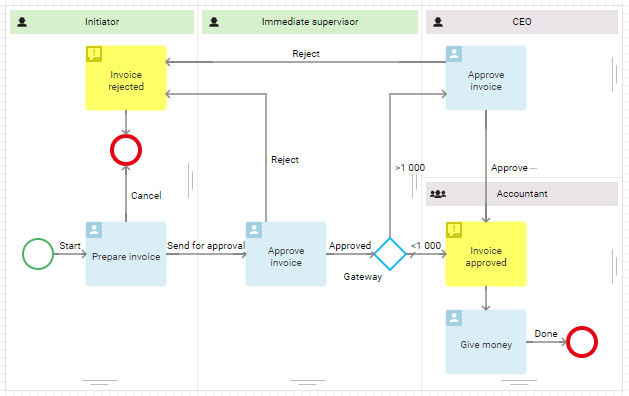 Initiator
Immediate supervisor
CEO
Invoice
rejected
Reject
Approve
invoice
Reject
>1 000
Approve
Cancel
Accountant
Start
Prepare invoice
Send for approval
Approve
invoice
Approved
Gateway
<1 000
Invoice
approved
Give money
Done